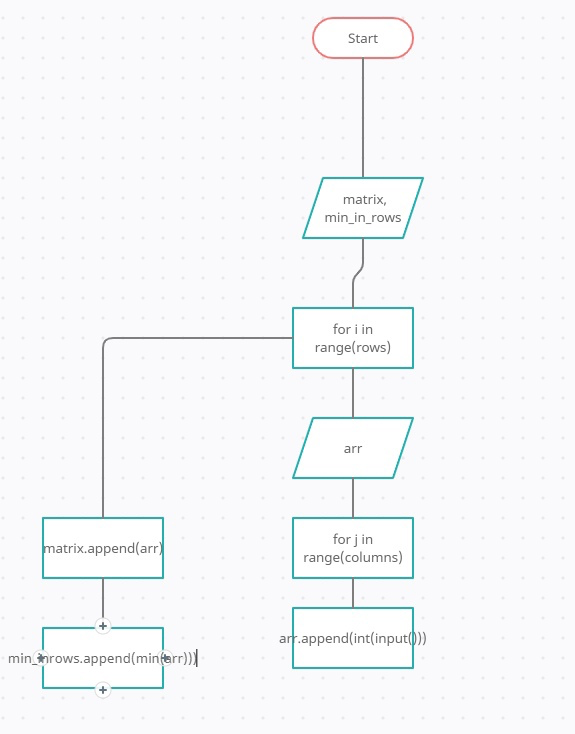 Start
matrix,
min_in_rows
for i in
range(rows)
arr
matrix.append(arr)
for j in
range(columns)
arr.append(int(input()))
min_inrows.append(min(arr)))